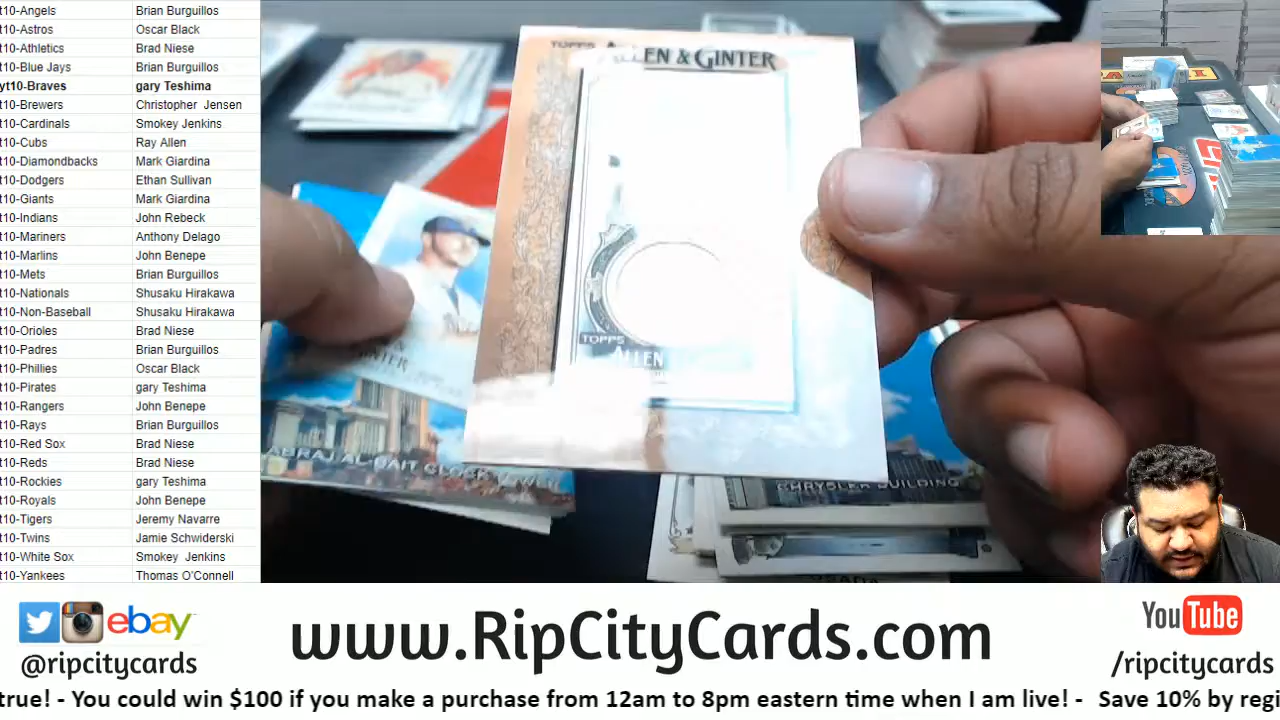 t10-Angels Brian Burguillos
t10-Astros Oscar Black
t10-Athletics Brad Niese
t10-Blue Jays Brian Burguillos
yt10-Braves gary Teshima
t10-Brewers Christopher Jensen
t10-Cardinals Smokey Jenkins
t10-Cubs Ray Allen
t10-Diamondbacks Mark Giardina
t10-Dodgers Ethan Sullivan
t10-Giants Mark Giardina
t10-Indians John Rebeck
t10-Mariners Anthony Delago
t10-Marlins John Benepe
t10-Mets Brian Burguillos
t10-Nationals Shusaku Hirakawa
t10-Non-Baseball Shusaku Hirakawa
t10-Orioles Brad Niese
t10-Padres Brian Burguillos
t10-Phillies Oscar Black
t10-Pirates gary Teshima
t10-Rangers John Benepe
t10-Rays Brian Burguillos
t10-Red Sox Brad Niese
t10-Reds Brad Niese
t10-Rockies gary Teshima
t10-Royals John Benepe
t10-Tigers Jeremy Navarre
t10-Twins Jamie Schwiderski
t10-White Sox Smokey Jenkins
t10-Yankees Thomas O'Connell
TOPPS ALLEN & GINTER
TOPPS
ALLEN
ABRAJ AL-BAIT CLOCK TOWER
CHRYSLER BUILDING
ebay
@ripcitycards
www.RipCityCards.com
YouTube
/ripcitycards
true! - You could win $100 if you make a purchase from 12am to 8pm eastern time when I am live! - Save 10% by regi